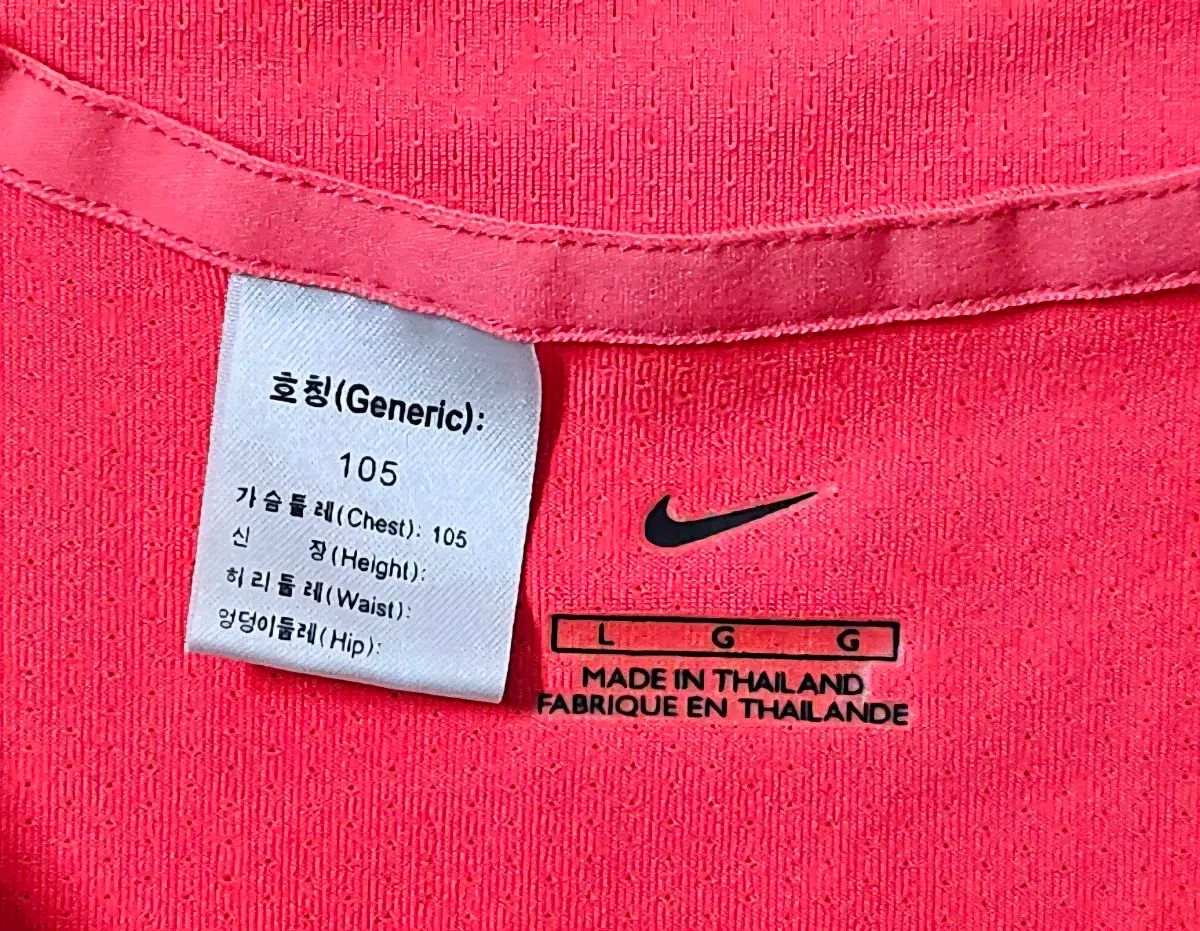 호칭(Generic):
105
가슴둘레(Chest): 105
신 장(Height):
허리둘레(Waist):
엉덩이둘레(Hip):
L G G
MADE IN THAILAND
FABRIQUE EN THAILANDE